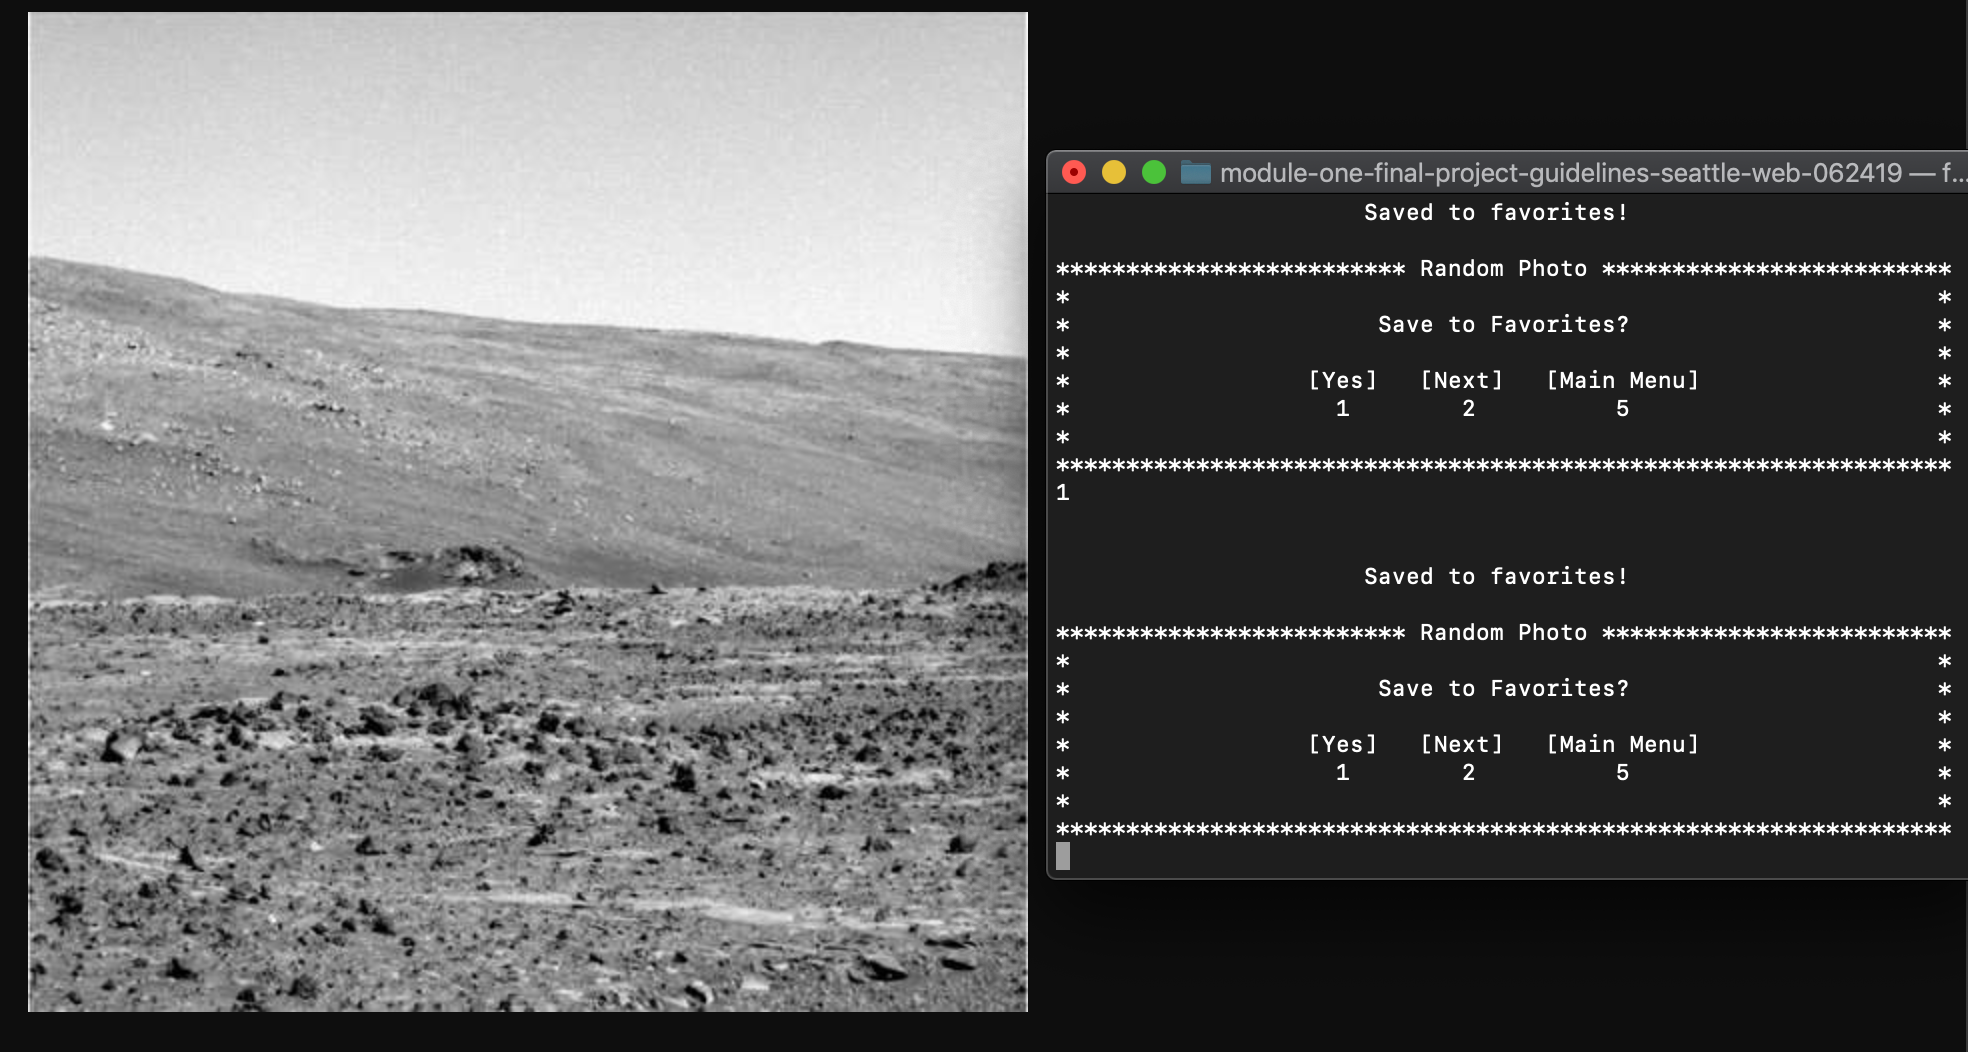 module-one-final-project-guidelines-seattle-web-062419 — f...
Saved to favorites!
************************* Random Photo *************************
* *
* Save to Favorites? *
* *
* [Yes] [Next] [Main Menu] *
* 1 2 5 *
* *
****************************************************************
1
Saved to favorites!
************************* Random Photo *************************
* *
* Save to Favorites? *
* *
* [Yes] [Next] [Main Menu] *
* 1 2 5 *
* *
****************************************************************